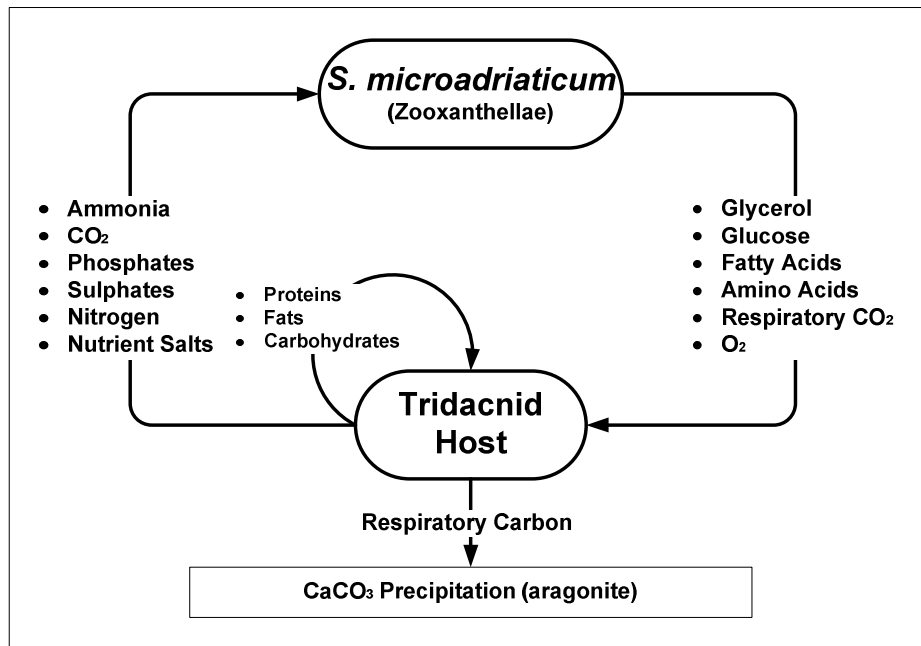 S. microadriaticum
(Zooxanthellae)
• Ammonia
• CO₂
• Phosphates
• Sulphates
• Nitrogen
• Nutrient Salts
• Proteins
• Fats
• Carbohydrates
• Glycerol
• Glucose
• Fatty Acids
• Amino Acids
• Respiratory CO₂
• O₂
Tridacnid
Host
Respiratory Carbon
CaCO₃ Precipitation (aragonite)